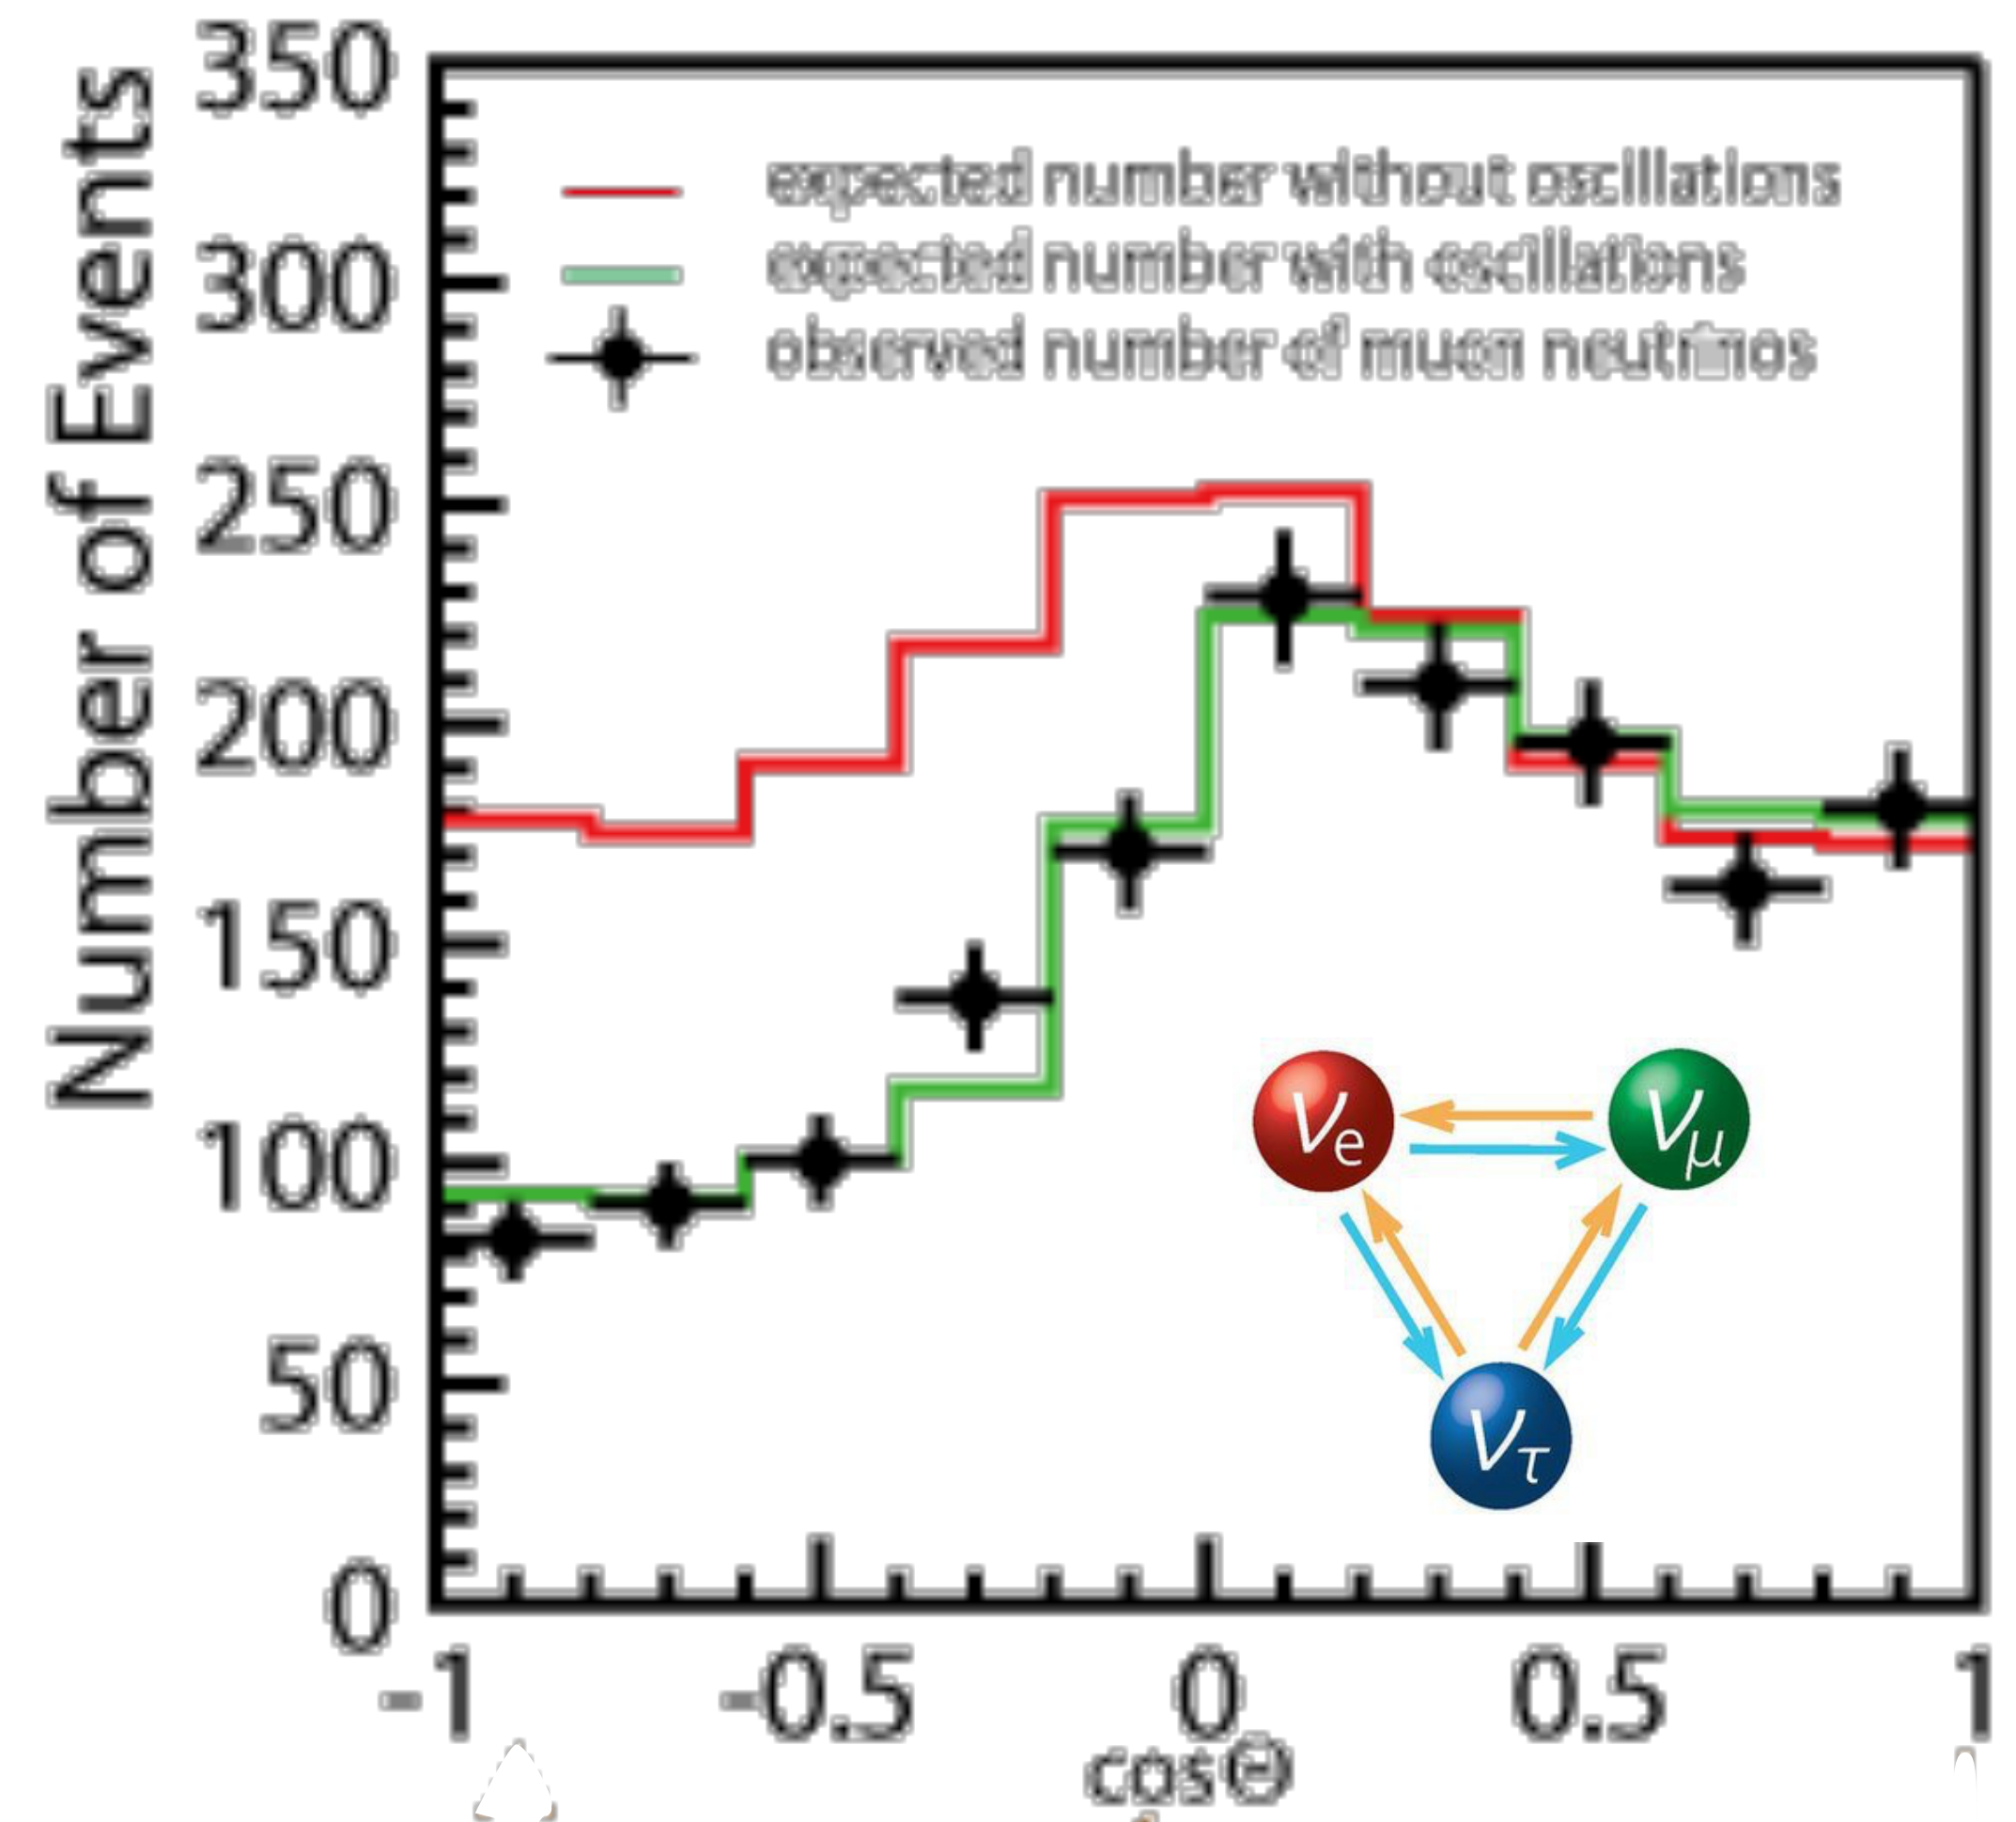 Number of Events
350
300
250
200
150
100
50
0
expected number without oscillations
expected number with oscillations
observed number of muon neutrinos
νe
νμ
ντ
-1
-0.5
0
0.5
1
cosΘ